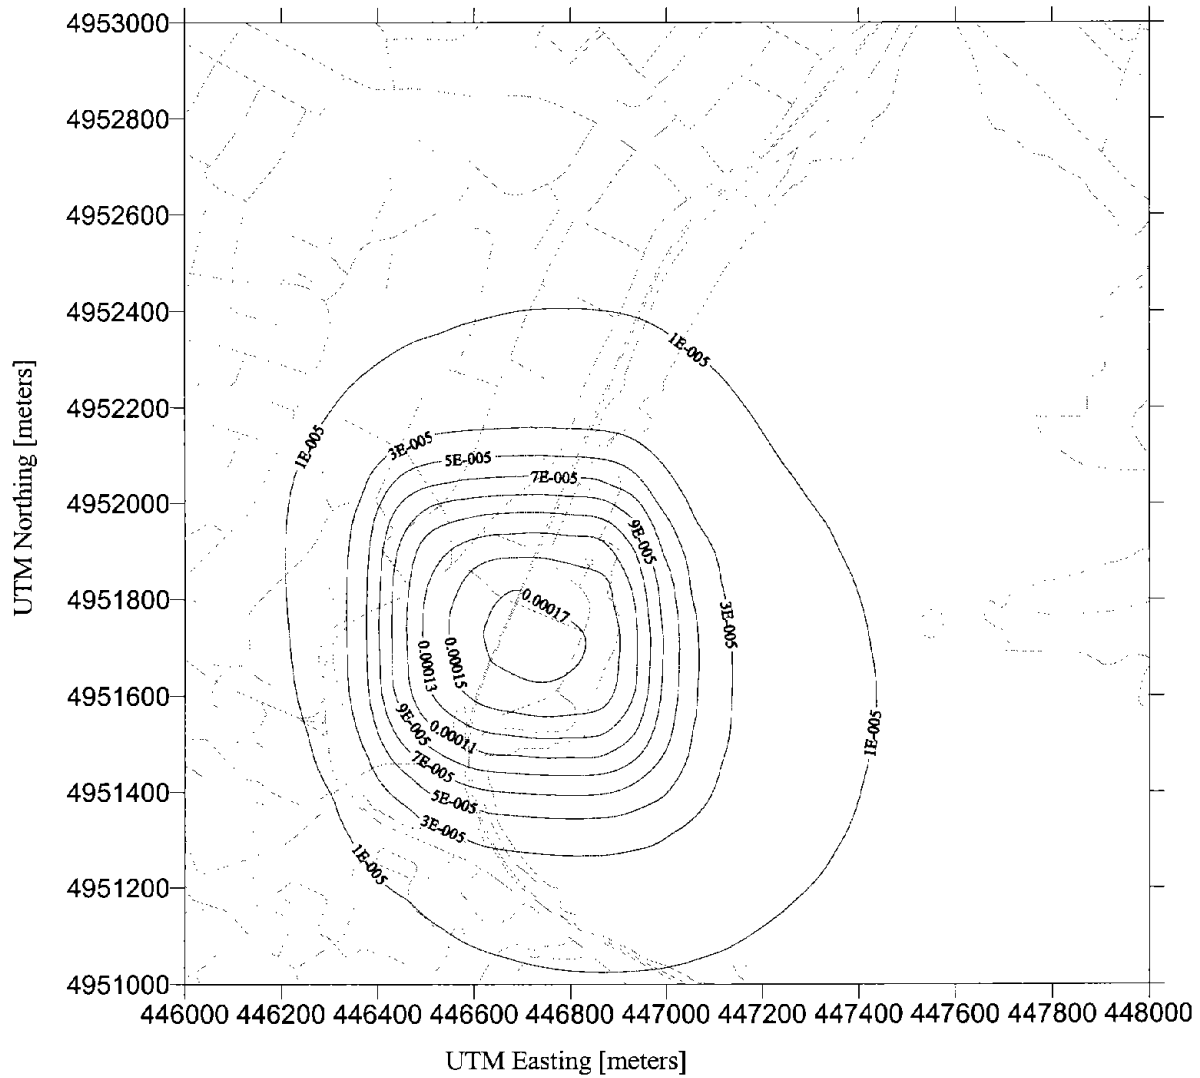 4953000
4952800
4952600
4952400
4952200
4952000
4951800
4951600
4951400
4951200
4951000
UTM Northing [meters]
1E-005
1E-005
3E-005
5E-005
7E-005
9E-005
0.00017
3E-005
0.00013
0.00015
9E-005
0.00011
1E-005
7E-005
5E-005
3E-005
1E-005
446000 446200 446400 446600 446800 447000 447200 447400 447600 447800 448000
UTM Easting [meters]